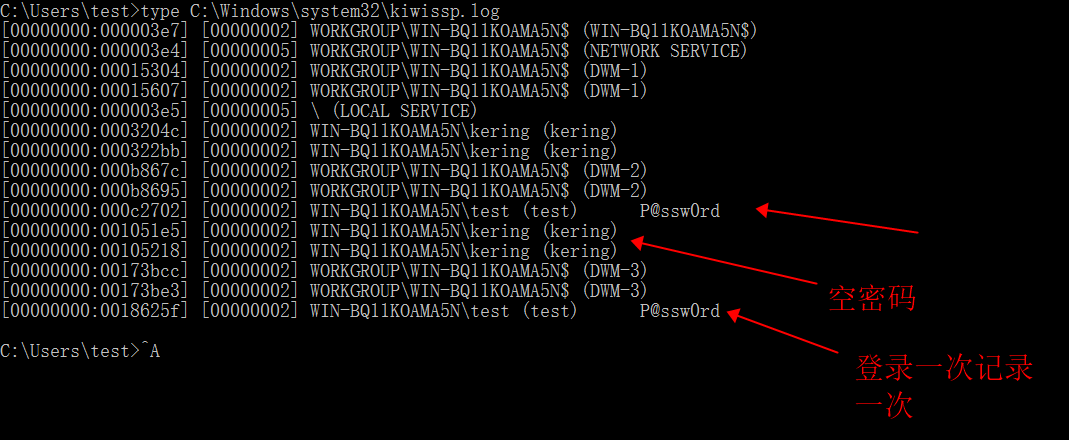 C:\Users\test>type C:\Windows\system32\kiwissp.log
[00000000:000003e7] [00000002] WORKGROUP\WIN-BQ11KOAMA5N$ (WIN-BQ11KOAMA5N$)
[00000000:000003e4] [00000005] WORKGROUP\WIN-BQ11KOAMA5N$ (NETWORK SERVICE)
[00000000:00015304] [00000002] WORKGROUP\WIN-BQ11KOAMA5N$ (DWM-1)
[00000000:00015607] [00000002] WORKGROUP\WIN-BQ11KOAMA5N$ (DWM-1)
[00000000:000003e5] [00000005] \ (LOCAL SERVICE)
[00000000:0003204c] [00000002] WIN-BQ11KOAMA5N\kering (kering)
[00000000:000322bb] [00000002] WIN-BQ11KOAMA5N\kering (kering)
[00000000:000b867c] [00000002] WORKGROUP\WIN-BQ11KOAMA5N$ (DWM-2)
[00000000:000b8695] [00000002] WORKGROUP\WIN-BQ11KOAMA5N$ (DWM-2)
[00000000:000c2702] [00000002] WIN-BQ11KOAMA5N\test (test) P@ssw0rd
[00000000:001051e5] [00000002] WIN-BQ11KOAMA5N\kering (kering)
[00000000:00105218] [00000002] WIN-BQ11KOAMA5N\kering (kering)
[00000000:00173bcc] [00000002] WORKGROUP\WIN-BQ11KOAMA5N$ (DWM-3)
[00000000:00173be3] [00000002] WORKGROUP\WIN-BQ11KOAMA5N$ (DWM-3)
[00000000:0018625f] [00000002] WIN-BQ11KOAMA5N\test (test) P@ssw0rd
空密码
C:\Users\test>^A
登录一次记录
一次